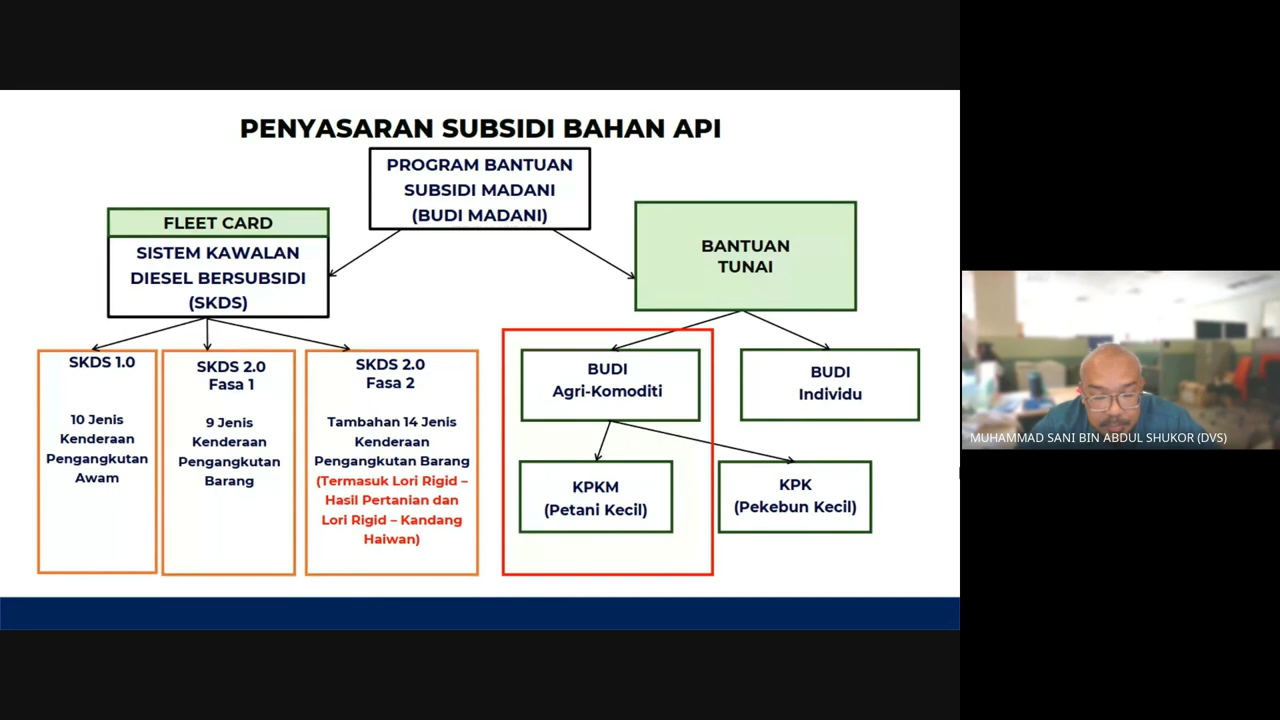 PENYASARAN SUBSIDI BAHAN API
PROGRAM BANTUAN
SUBSIDI MADANI
(BUDI MADANI)
FLEET CARD
SISTEM KAWALAN
DIESEL BERSUBSIDI
(SKDS)
BANTUAN
TUNAI
SKDS 1.0
10 Jenis
Kenderaan
Pengangkutan
Awam
SKDS 2.0
Fasa 1
9 Jenis
Kenderaan
Pengangkutan
Barang
SKDS 2.0
Fasa 2
Tambahan 14 Jenis
Kenderaan
Pengangkutan Barang
(Termasuk Lori Rigid –
Hasil Pertanian dan
Lori Rigid – Kandang
Haiwan)
BUDI
Agri-Komoditi
BUDI
Individu
KPKM
(Petani Kecil)
KPK
(Pekebun Kecil)
MUHAMMAD SANI BIN ABDUL SHUKOR (DVS)